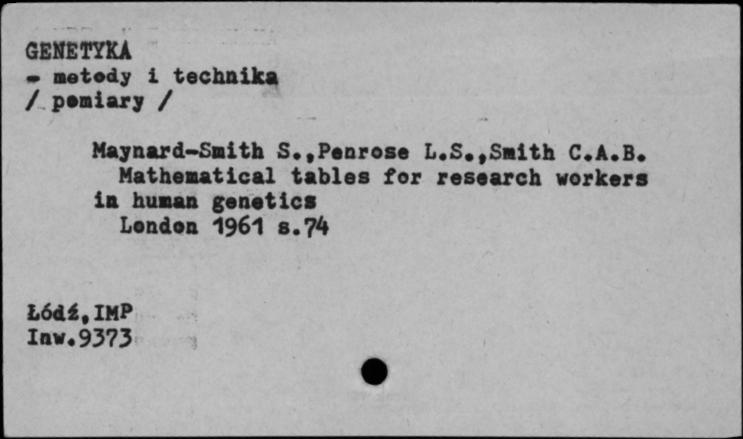 GENETYKA
- metody i technika
/ pomiary /
Maynard-Smith S.,Penrose L.S.,Smith C.A.B.
Mathematical tables for research workers
in human genetics
London 1961 s.74
Łódź,IMP
Inw.9373